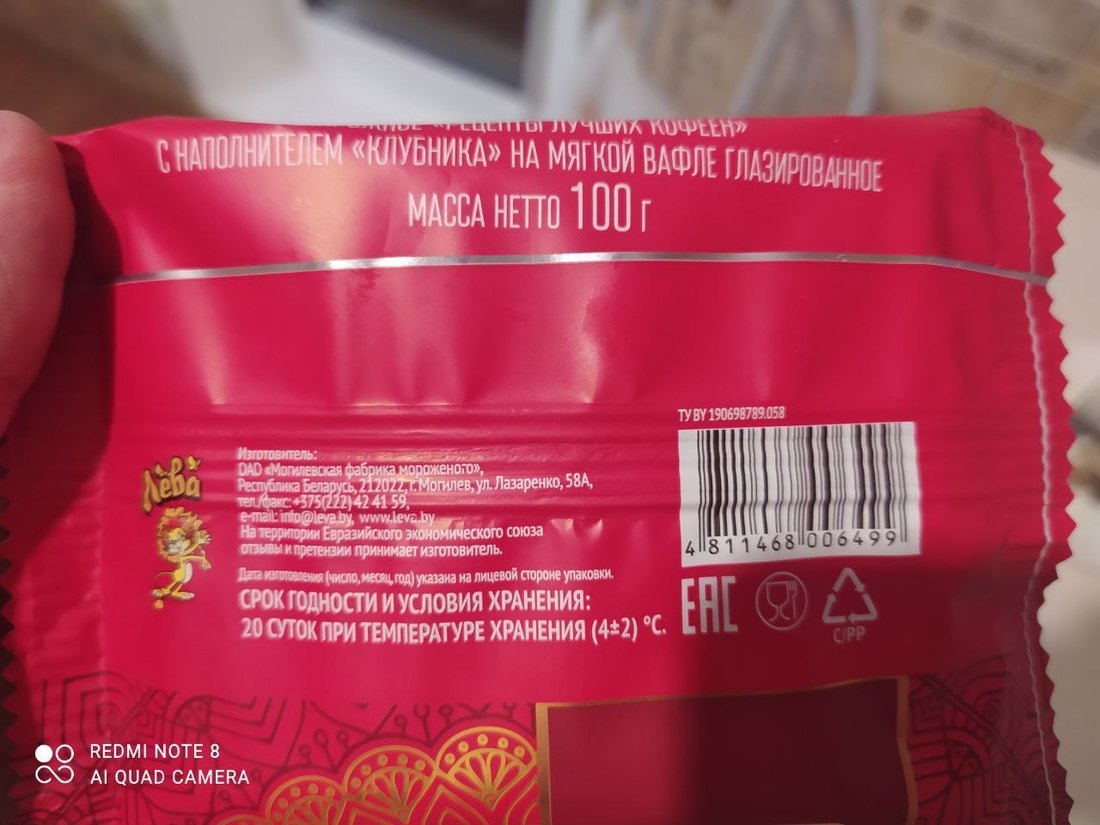 «РЕЦЕПТЫ ЛУЧШИХ КОФЕЕН»
С НАПОЛНИТЕЛЕМ «КЛУБНИКА» НА МЯГКОЙ ВАФЛЕ ГЛАЗИРОВАННОЕ
МАССА НЕТТО 100 г
ТУ BY 190698789.058
Лёва
Изготовитель:
ОАО «Могилевская фабрика мороженого»,
Республика Беларусь, 212022, г. Могилев, ул. Лазаренко, 58А,
тел./факс: +375(222) 42 41 59,
e-mail: info@leva.by, www.leva.by
На территории Евразийского экономического союза
отзывы и претензии принимает изготовитель.
Дата изготовления (число, месяц, год) указана на лицевой стороне упаковки.
СРОК ГОДНОСТИ И УСЛОВИЯ ХРАНЕНИЯ:
20 СУТОК ПРИ ТЕМПЕРАТУРЕ ХРАНЕНИЯ (4±2) °С.
4 811468 006499
EAC
C/PP
REDMI NOTE 8
AI QUAD CAMERA